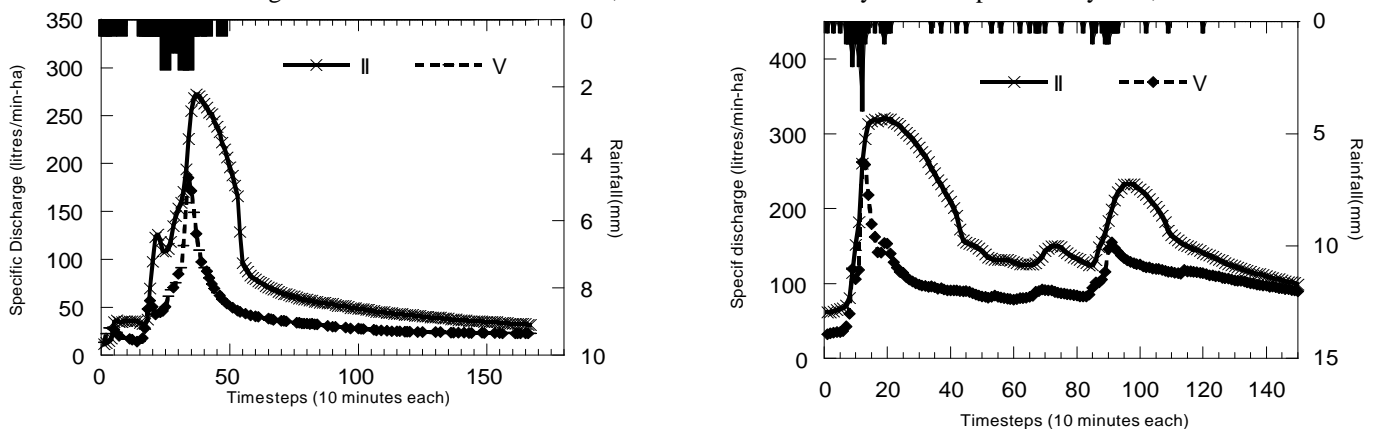 350
300
250
200
150
100
50
0
Specific Discharge (litres/min-ha)
II V
0
2
4
6
8
10
Rainfall(mm)
0 50 100 150
Timesteps (10 minutes each)
400
300
200
100
0
Specif discharge (litres/min-ha)
II V
0
5
10
15
Rainfall(mm)
0 20 40 60 80 100 120 140
Timesteps (10 minutes each)